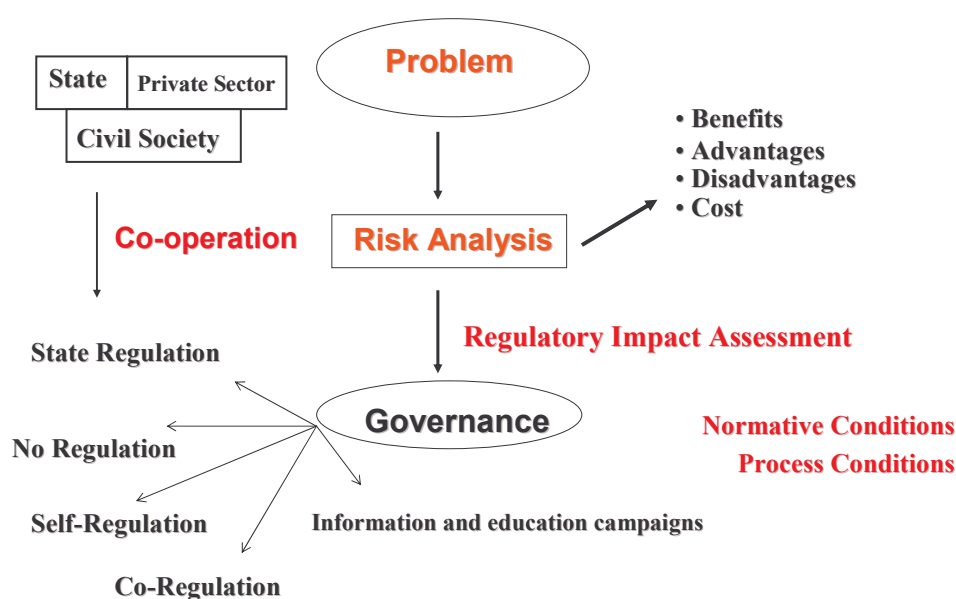 Problem
State
Private Sector
Civil Society
• Benefits
• Advantages
• Disadvantages
• Cost
Co-operation
Risk Analysis
Regulatory Impact Assessment
State Regulation
Governance
Normative Conditions
Process Conditions
No Regulation
Self-Regulation
Information and education campaigns
Co-Regulation